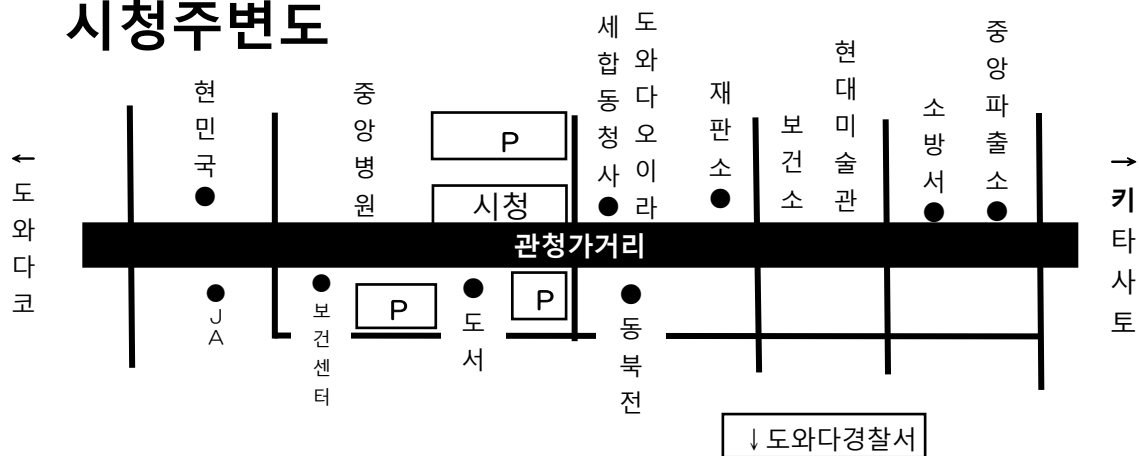 시청주변도
← 도와다코
현민국
중앙병원
P
시청
세합동청사
도와다오이라
재판소
보건소
현대미술관
소방서
중앙파출소
→ 키타사토
관청가거리
JA
보건센터
P
도서
P
동북전
↓도와다경찰서